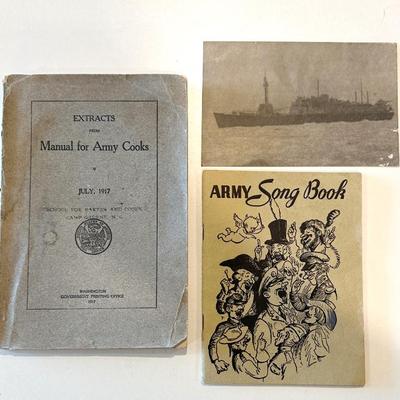 EXTRACTS
FROM
Manual for Army Cooks
JULY, 1917
SCHOOL FOR BAKERS AND COOKS,
CAMP GREENE, N. C.
WASHINGTON
GOVERNMENT PRINTING OFFICE
1917
ARMY Song Book